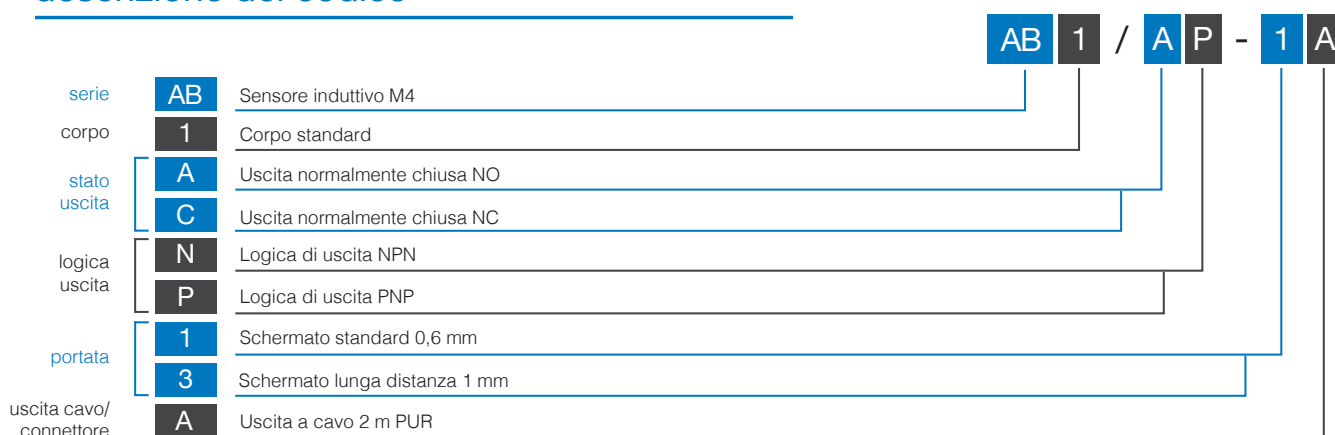 descrizione del codice
AB 1 / A P - 1 A
serie AB Sensore induttivo M4
corpo 1 Corpo standard
stato uscita
A Uscita normalmente chiusa NO
C Uscita normalmente chiusa NC
logica uscita
N Logica di uscita NPN
P Logica di uscita PNP
portata
1 Schermato standard 0,6 mm
3 Schermato lunga distanza 1 mm
uscita cavo/
connettore
A Uscita a cavo 2 m PUR